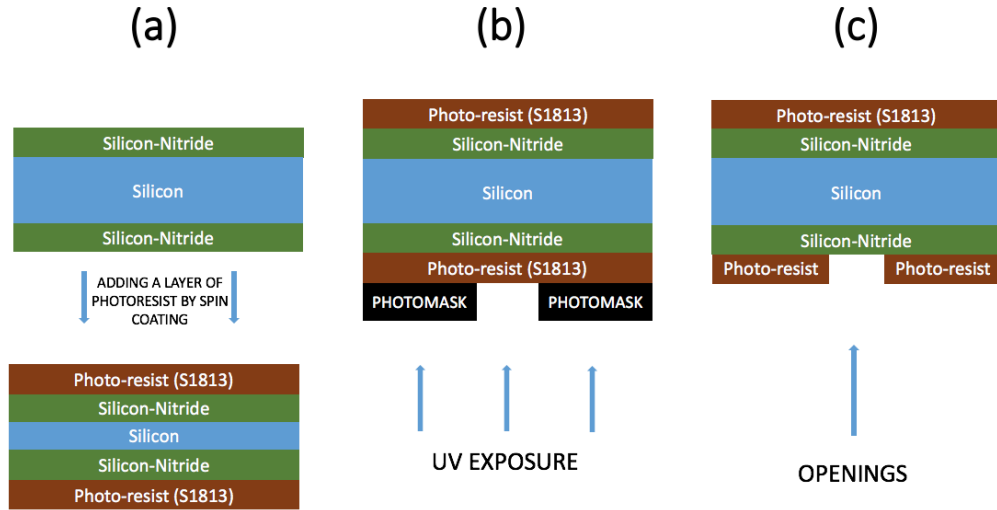 (a)
Silicon-Nitride
Silicon
Silicon-Nitride
ADDING A LAYER OF
PHOTORESIST BY SPIN
COATING
Photo-resist (S1813)
Silicon-Nitride
Silicon
Silicon-Nitride
Photo-resist (S1813)
(b)
Photo-resist (S1813)
Silicon-Nitride
Silicon
Silicon-Nitride
Photo-resist (S1813)
PHOTOMASK PHOTOMASK
UV EXPOSURE
(c)
Photo-resist (S1813)
Silicon-Nitride
Silicon
Silicon-Nitride
Photo-resist Photo-resist
OPENINGS